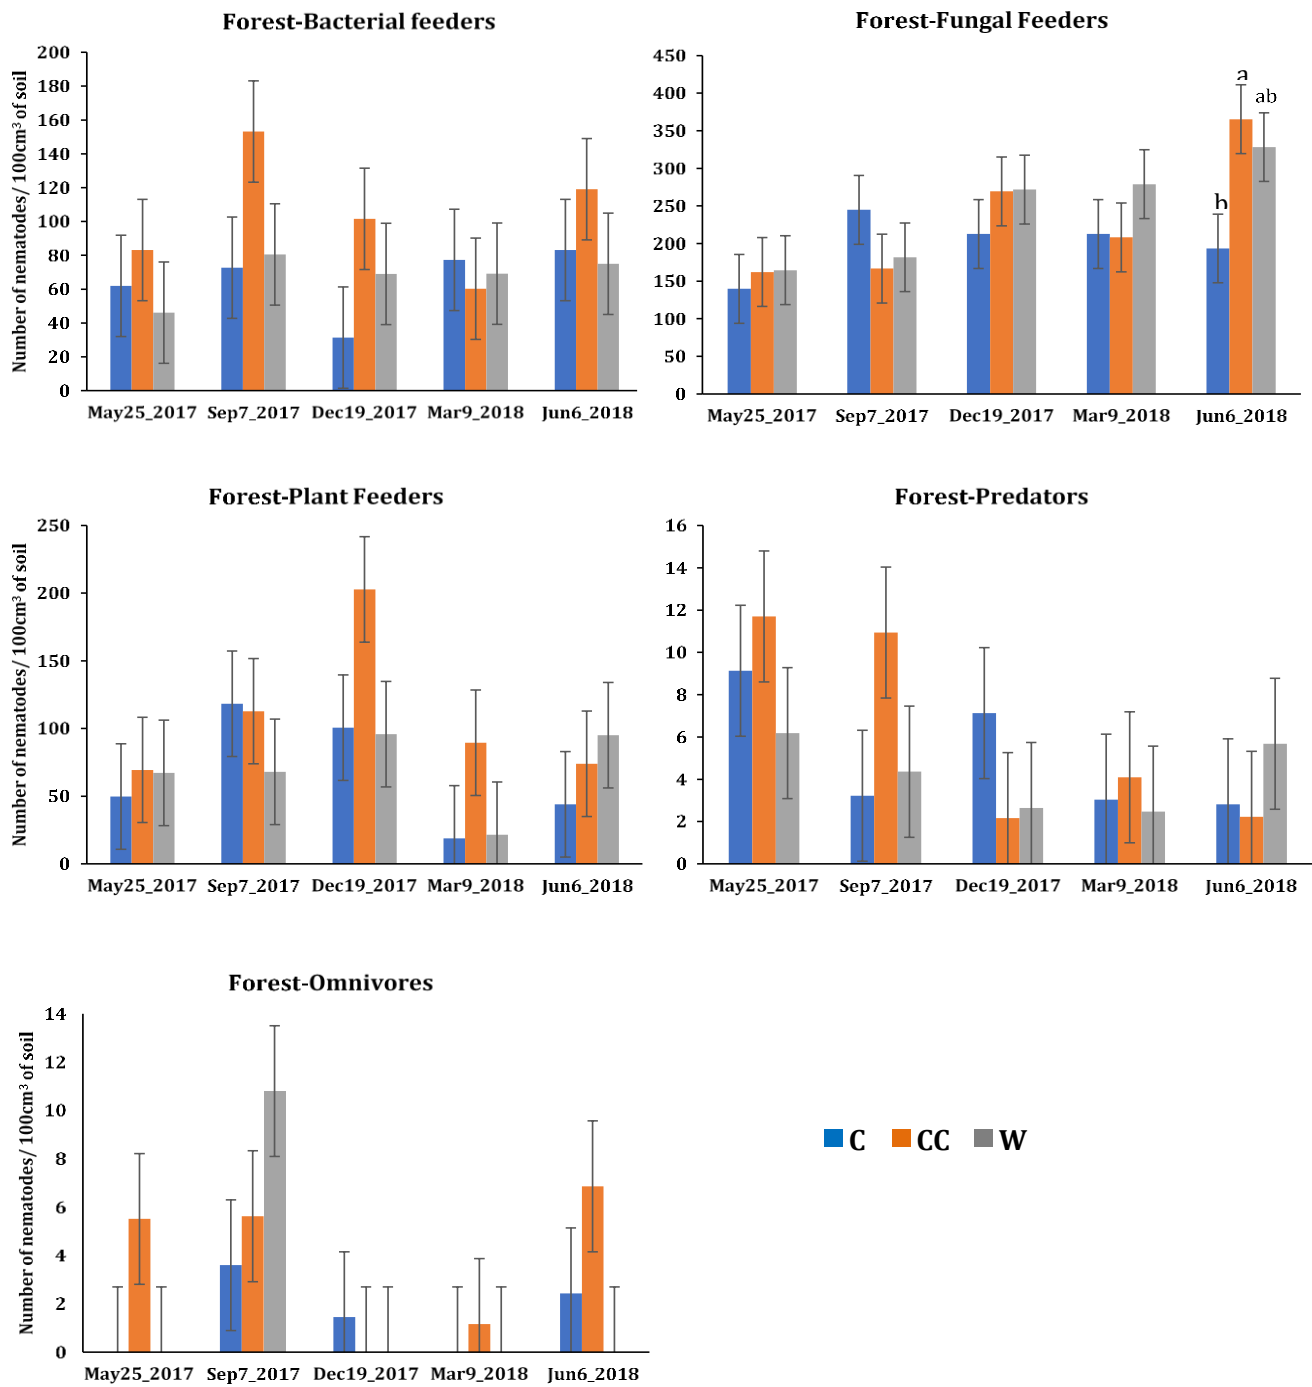 Forest-Bacterial feeders
Number of nematodes/ 100cm³ of soil
200
180
160
140
120
100
80
60
40
20
0
May25_2017 Sep7_2017 Dec19_2017 Mar9_2018 Jun6_2018
Forest-Fungal Feeders
450
400
350
300
250
200
150
100
50
0
a
ab
b
May25_2017 Sep7_2017 Dec19_2017 Mar9_2018 Jun6_2018
Forest-Plant Feeders
Number of nematodes/ 100cm³ of soil
250
200
150
100
50
0
May25_2017 Sep7_2017 Dec19_2017 Mar9_2018 Jun6_2018
Forest-Predators
16
14
12
10
8
6
4
2
0
May25_2017 Sep7_2017 Dec19_2017 Mar9_2018 Jun6_2018
Forest-Omnivores
Number of nematodes/ 100cm³ of soil
14
12
10
8
6
4
2
0
May25_2017 Sep7_2017 Dec19_2017 Mar9_2018 Jun6_2018
C CC W